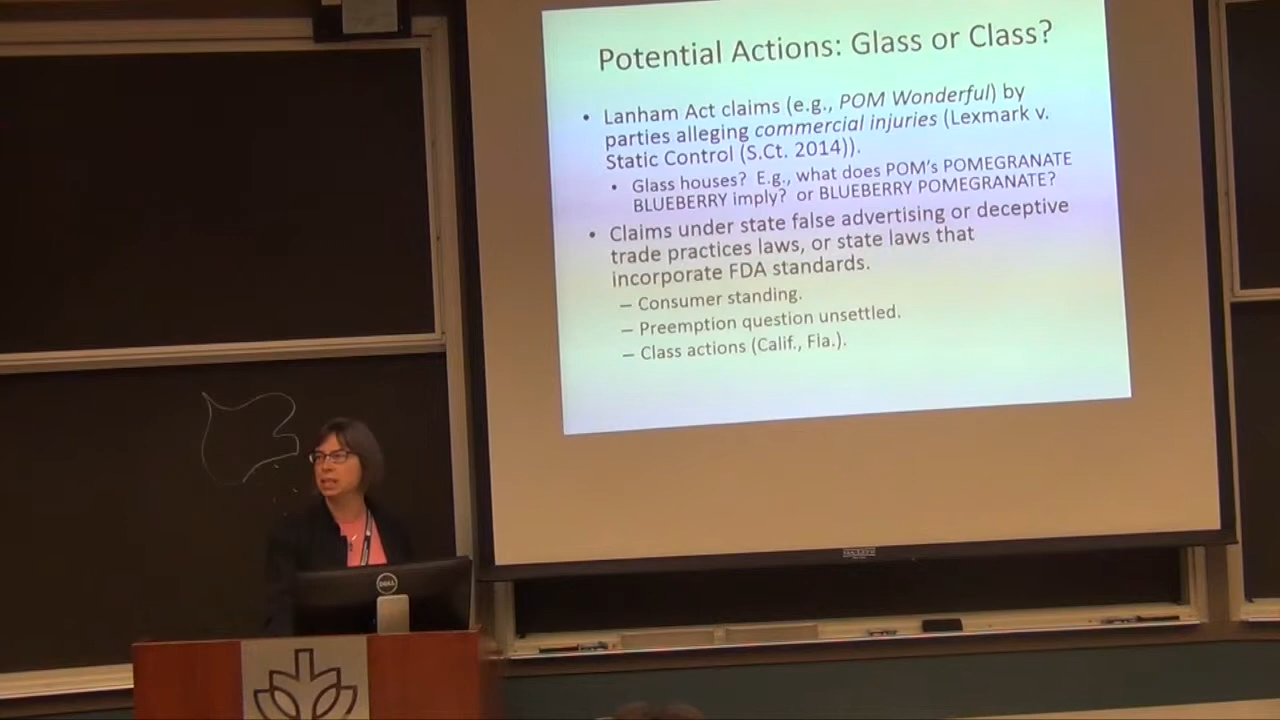 Potential Actions: Glass or Class?
• Lanham Act claims (e.g., POM Wonderful) by
parties alleging commercial injuries (Lexmark v.
Static Control (S.Ct. 2014)).
• Glass houses? E.g., what does POM's POMEGRANATE
BLUEBERRY imply? or BLUEBERRY POMEGRANATE?
• Claims under state false advertising or deceptive
trade practices laws, or state laws that
incorporate FDA standards.
– Consumer standing.
– Preemption question unsettled.
– Class actions (Calif., Fla.).
DELL